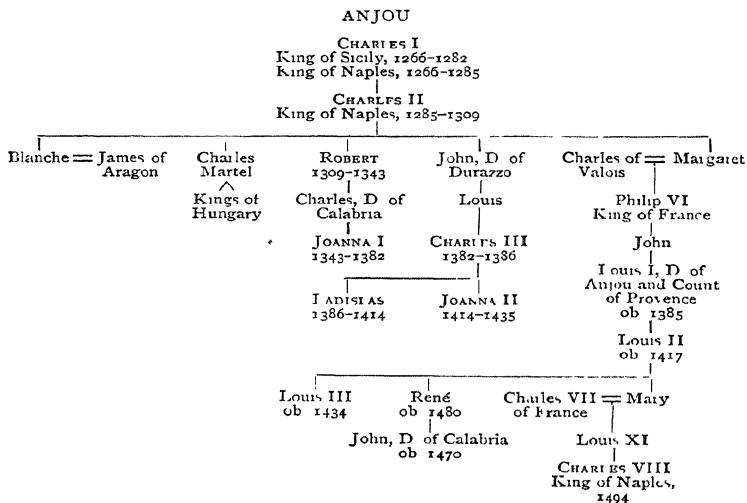 ANJOU
CHARLES I
King of Sicily, 1266-1282
King of Naples, 1266-1285
CHARLES II
King of Naples, 1285-1309
Blanche = James of Aragon
Charles Martel
Kings of Hungary
ROBERT
1309-1343
Charles, D of Calabria
JOANNA I
1343-1382
John, D of Durazzo
Louis
CHARLES III
1382-1386
LADISLAS
1386-1414
JOANNA II
1414-1435
Charles of Valois = Margaret
Philip VI
King of France
John
Louis I, D of
Anjou and Count
of Provence
ob 1385
Louis II
ob 1417
Louis III
ob 1434
René
ob 1480
John, D of Calabria
ob 1470
Charles VII of France = Mary
Louis XI
CHARLES VIII
King of Naples,
1494